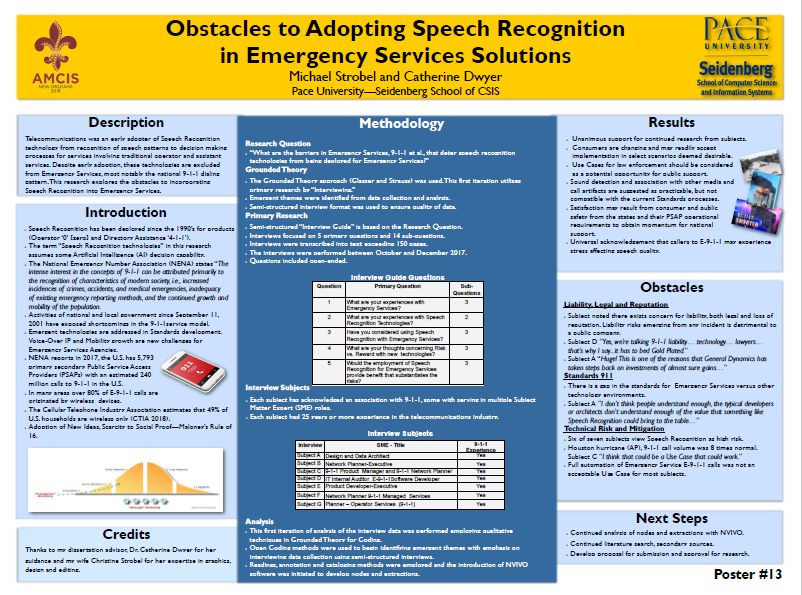 Obstacles to Adopting Speech Recognition
in Emergency Services Solutions
Michael Strobel and Catherine Dwyer
Pace University—Seidenberg School of CSIS
AMCIS
NEW ORLEANS
2018
PACE
UNIVERSITY
Seidenberg
School of Computer Science
and Information Systems
Description
Telecommunications was an early adopter of Speech Recognition
technology from recognition of speech patterns to decision making
processes for services involving traditional operator and assistant
services. Despite early adoption, these technologies are excluded
from Emergency Services, most notably the national 9-1-1 dialing
pattern. This research explores the obstacles to incorporating
Speech Recognition into Emergency Services.
Introduction
. Speech Recognition has been deployed since the 1990's for products
(Operator '0' (zero) and Directory Assistance '4-1-1').
. The term "Speech Recognition technologies" in this research
assumes some Artificial Intelligence (AI) decision capability.
. The National Emergency Number Association (NENA) states "The
intense interest in the concepts of 9-1-1 can be attributed primarily to
the recognition of characteristics of modern society, i.e., increased
incidences of crimes, accidents, and medical emergencies, inadequacy
of existing emergency reporting methods, and the continued growth and
mobility of the population.
. Activities of national and local government since September 11,
2001 have exposed shortcomings in the 9-1-1service model.
. Emergent technologies are addressed in Standards development.
Voice-Over IP and Mobility growth are new challenges for
Emergency Services Agencies.
. NENA reports in 2017, the U.S. has 5,793
primary secondary Public Service Access
Providers (PSAPs) with an estimated 240
million calls to 9-1-1 in the U.S.
. In many areas over 80% of E-9-1-1 calls are
originated by wireless devices.
. The Cellular Telephone Industry Association estimates that 49% of
U.S. households are wireless only (CTIA 2018).
. Adoption of New Ideas, Scarcity to Social Proof—Maloney's Rule of
16.
Credits
Thanks to my dissertation advisor, Dr. Catherine Dwyer for her
guidance and my wife Christine Strobel for her expertise in graphics,
design and editing.
Methodology
Research Question
. "What are the barriers in Emergency Services, 9-1-1 et al., that deter speech recognition
technologies from being deployed for Emergency Services?"
Grounded Theory
. The Grounded Theory approach (Glasser and Strauss) was used. This first iteration utilizes
primary research by "Interviewing."
. Emergent themes were identified from data collection and analysis.
. Semi-structured interview format was used to ensure quality of data.
Primary Research
. Semi-structured "Interview Guide" is based on the Research Question.
. Interviews focused on 5 primary questions and 14 sub-questions.
. Interviews were transcribed into text exceeding 150 pages.
. The interviews were performed between October and December 2017.
. Questions included open-ended.
Interview Guide Questions
Question Primary Question Sub-Questions
1 What are your experiences with Emergency Services? 3
2 What are your experiences with Speech Recognition Technologies? 2
3 Have you considered using Speech Recognition with Emergency Services? 3
4 What are your thoughts concerning Risk vs. Reward with new technologies? 3
5 Would the employment of Speech Recognition for Emergency Services provide benefit that substantiates the risks? 3
Interview Subjects
. Each subject has acknowledged an association with 9-1-1, some with serving in multiple Subject
Matter Expert (SME) roles.
. Each subject had 25 years or more experience in the telecommunications industry.
Interview Subjects
Interview SME - Title 9-1-1 Experience
Subject A Design and Data Architect Yes
Subject B Network Planner-Executive Yes
Subject C 9-1-1 Product Manager and 9-1-1 Network Planner Yes
Subject D IT Internal Auditor E-9-1-1Software Developer Yes
Subject E Product Developer-Executive Yes
Subject F Network Planner 9-1-1 Managed Services Yes
Subject G Planner – Operator Services (9-1-1) Yes
Analysis
. This first iteration of analysis of the interview data was performed employing qualitative
techniques in Grounded Theory for Coding.
. Open Coding methods were used to begin identifying emergent themes with emphasis on
interviewing data collection using semi-structured interviews.
. Readings, annotation and cataloging methods were employed and the introduction of NVIVO
software was initiated to develop nodes and extractions.
Results
. Unanimous support for continued research from subjects.
. Consumers are changing and may readily accept
implementation in select scenarios deemed desirable.
. Use Cases for law enforcement should be considered
as a potential opportunity for public support.
. Sound detection and association with other media and
call artifacts are suggested as practicable, but not
compatible with the current Standards processes.
. Satisfaction may result from consumer and public
safety from the states and their PSAP operational
requirements to obtain momentum for national
support.
. Universal acknowledgement that callers to E-9-1-1 may experience
stress affecting speech quality.
ACTIVE
SHOOTER
Obstacles
Liability, Legal and Reputation
. Subject noted there exists concern for liability, both legal and loss of
reputation. Liability risks emerging from any incident is detrimental to
a public company.
. Subject D "Yes, we're talking 9-1-1 liability… technology… lawyers…
that's why I say..it has to bed Gold Plated."
. Subject A "Huge! This is one of the reasons that General Dynamics has
taken steps back on investments of almost sure gains…"
Standards 911
. There is a gap in the standards for Emergency Services versus other
technology environments.
. Subject A "I don't think people understand enough, the typical developers
or architects don't understand enough of the value that something like
Speech Recognition could bring to the table…"
Technical Risk and Mitigation
. Six of seven subjects view Speech Recognition as high risk.
. Houston hurricane (AP), 9-1-1 call volume was 8 times normal.
Subject C "I think that could be a Use Case that could work."
. Full automation of Emergency Service E-9-1-1 calls was not an
acceptable Use Case for most subjects.
Next Steps
. Continued analysis of nodes and extractions with NVIVO.
. Continued literature search, secondary sources.
. Develop proposal for submission and approval for research.
Poster #13